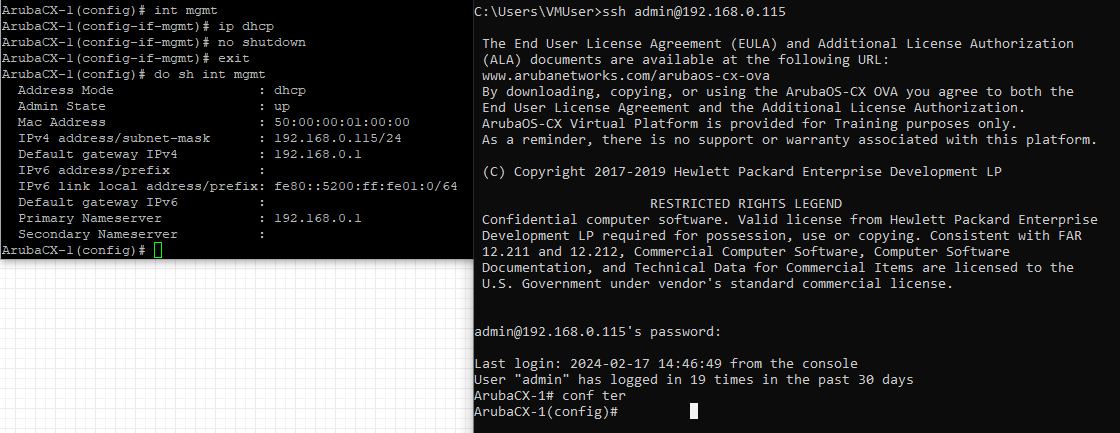 ArubaCX-1(config)# int mgmt
ArubaCX-1(config-if-mgmt)# ip dhcp
ArubaCX-1(config-if-mgmt)# no shutdown
ArubaCX-1(config-if-mgmt)# exit
ArubaCX-1(config)# do sh int mgmt
Address Mode : dhcp
Admin State : up
Mac Address : 50:00:00:01:00:00
IPv4 address/subnet-mask : 192.168.0.115/24
Default gateway IPv4 : 192.168.0.1
IPv6 address/prefix :
IPv6 link local address/prefix: fe80::5200:ff:fe01:0/64
Default gateway IPv6 :
Primary Nameserver : 192.168.0.1
Secondary Nameserver :
ArubaCX-1(config)#
C:\Users\VMUser>ssh admin@192.168.0.115
The End User License Agreement (EULA) and Additional License Authorization
(ALA) documents are available at the following URL:
www.arubanetworks.com/arubaos-cx-ova
By downloading, copying, or using the ArubaOS-CX OVA you agree to both the
End User License Agreement and the Additional License Authorization.
ArubaOS-CX Virtual Platform is provided for Training purposes only.
As a reminder, there is no support or warranty associated with this platform.
(C) Copyright 2017-2019 Hewlett Packard Enterprise Development LP
RESTRICTED RIGHTS LEGEND
Confidential computer software. Valid license from Hewlett Packard Enterprise
Development LP required for possession, use or copying. Consistent with FAR
12.211 and 12.212, Commercial Computer Software, Computer Software
Documentation, and Technical Data for Commercial Items are licensed to the
U.S. Government under vendor's standard commercial license.
admin@192.168.0.115's password:
Last login: 2024-02-17 14:46:49 from the console
User "admin" has logged in 19 times in the past 30 days
ArubaCX-1# conf ter
ArubaCX-1(config)#